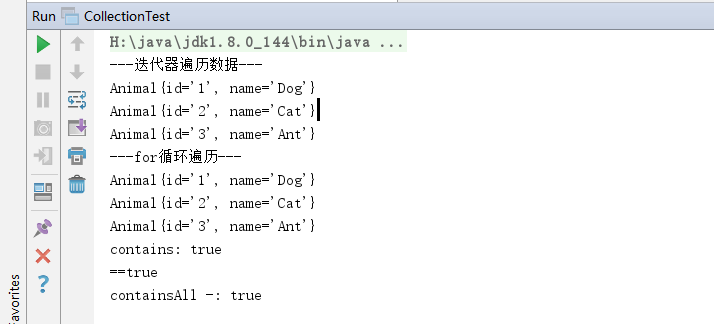 Run CollectionTest
H:\java\jdk1.8.0_144\bin\java ...
---迭代器遍历数据---
Animal{id='1', name='Dog'}
Animal{id='2', name='Cat'}
Animal{id='3', name='Ant'}
---for循环遍历---
Animal{id='1', name='Dog'}
Animal{id='2', name='Cat'}
Animal{id='3', name='Ant'}
contains: true
==true
containsAll -: true
Favorites